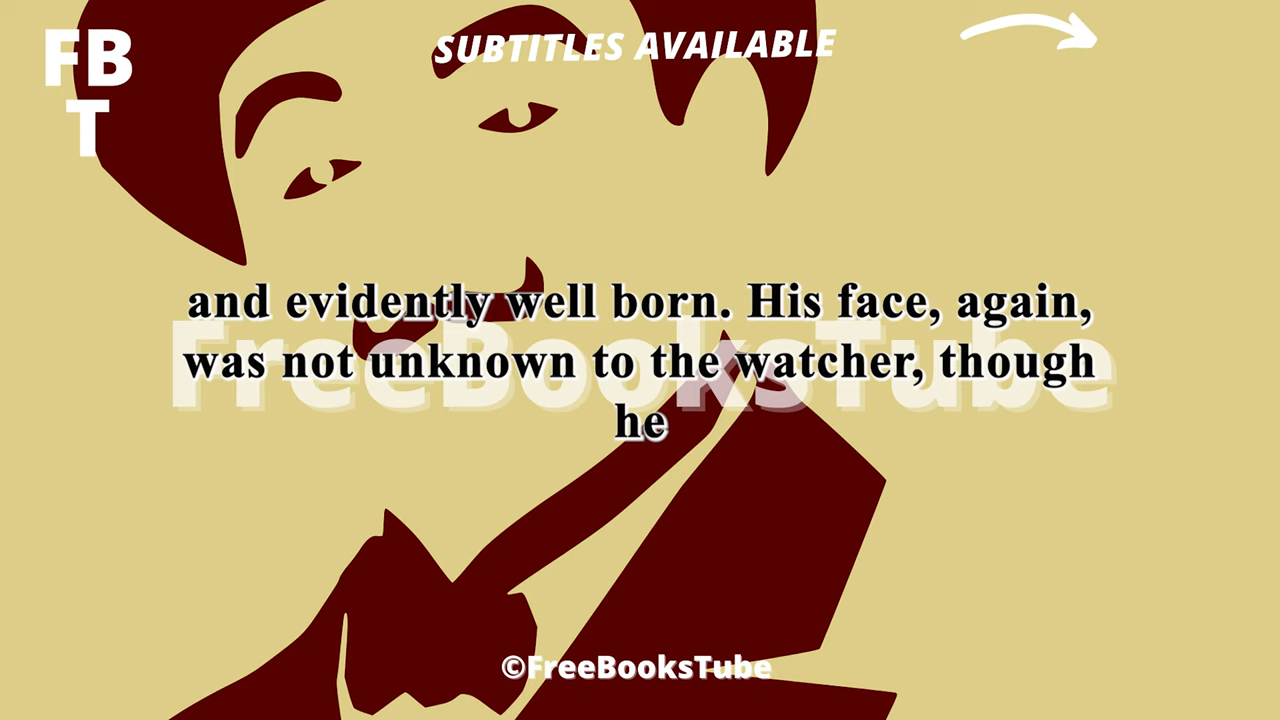 FB
T
SUBTITLES AVAILABLE
and evidently well born. His face, again,
was not unknown to the watcher, though
he
FreeBooksTube
©FreeBooksTube